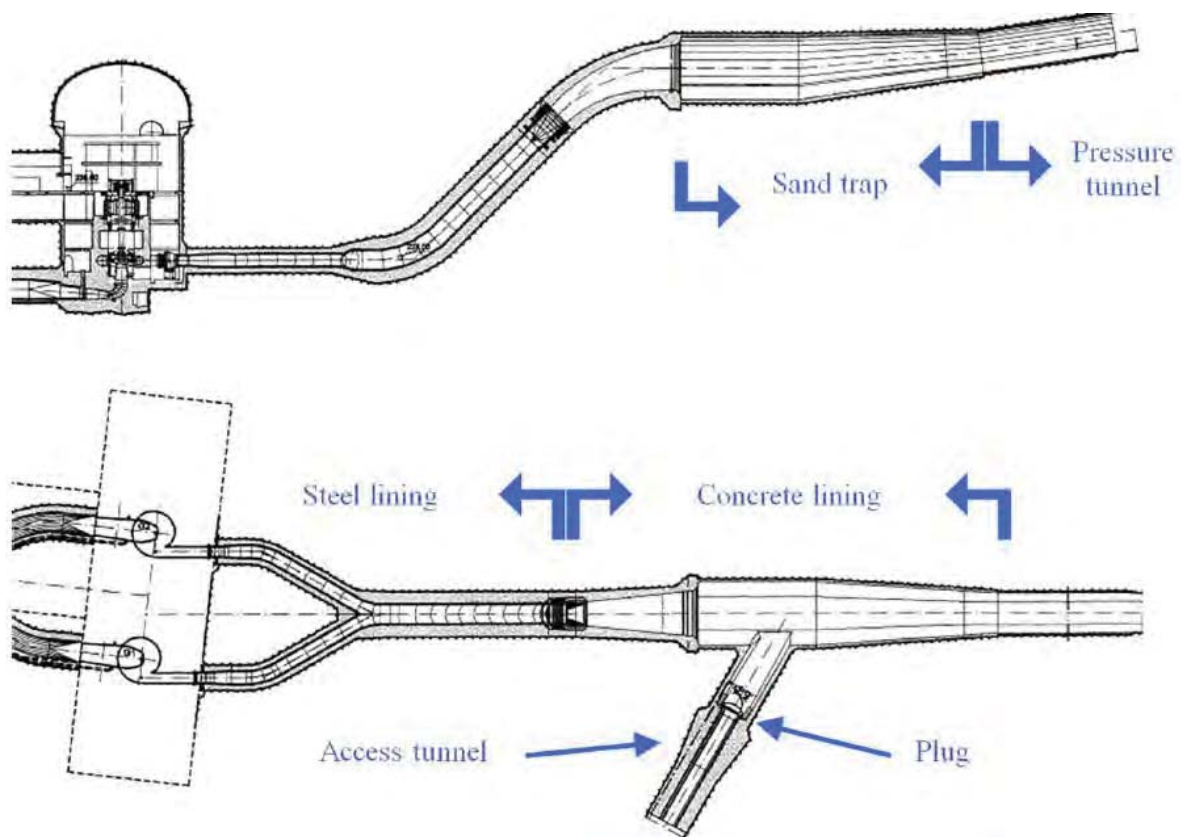 Sand trap
Pressure
tunnel
Steel lining
Concrete lining
Access tunnel
Plug